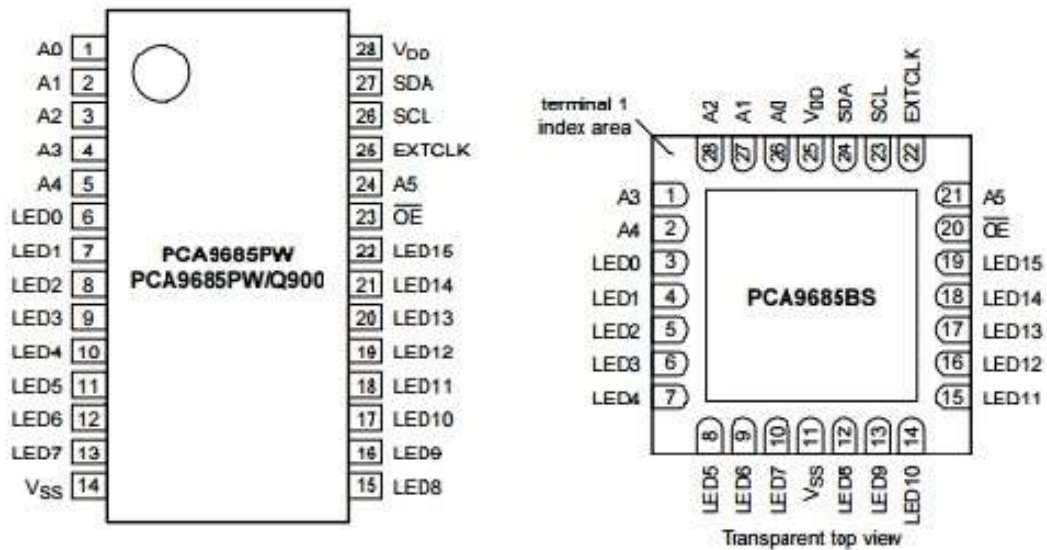 A0 1 28 VDD
A1 2 27 SDA
A2 3 26 SCL
A3 4 25 EXTCLK
A4 5 24 A5
LED0 6 23 OE
LED1 7 22 LED15
LED2 8 21 LED14
LED3 9 20 LED13
LED4 10 19 LED12
LED5 11 18 LED11
LED6 12 17 LED10
LED7 13 16 LED9
VSS 14 15 LED8
PCA9685PW
PCA9685PW/Q900
terminal 1
index area
A2 A1 A0 VDD SDA SCL EXTCLK
28 27 26 25 24 23 22
A3 1 21 A5
A4 2 20 OE
LED0 3 19 LED15
LED1 4 18 LED14
LED2 5 17 LED13
LED3 6 16 LED12
LED4 7 15 LED11
PCA9685BS
8 9 10 11 12 13 14
LED5 LED6 LED7 VSS LED8 LED9 LED10
Transparent top view